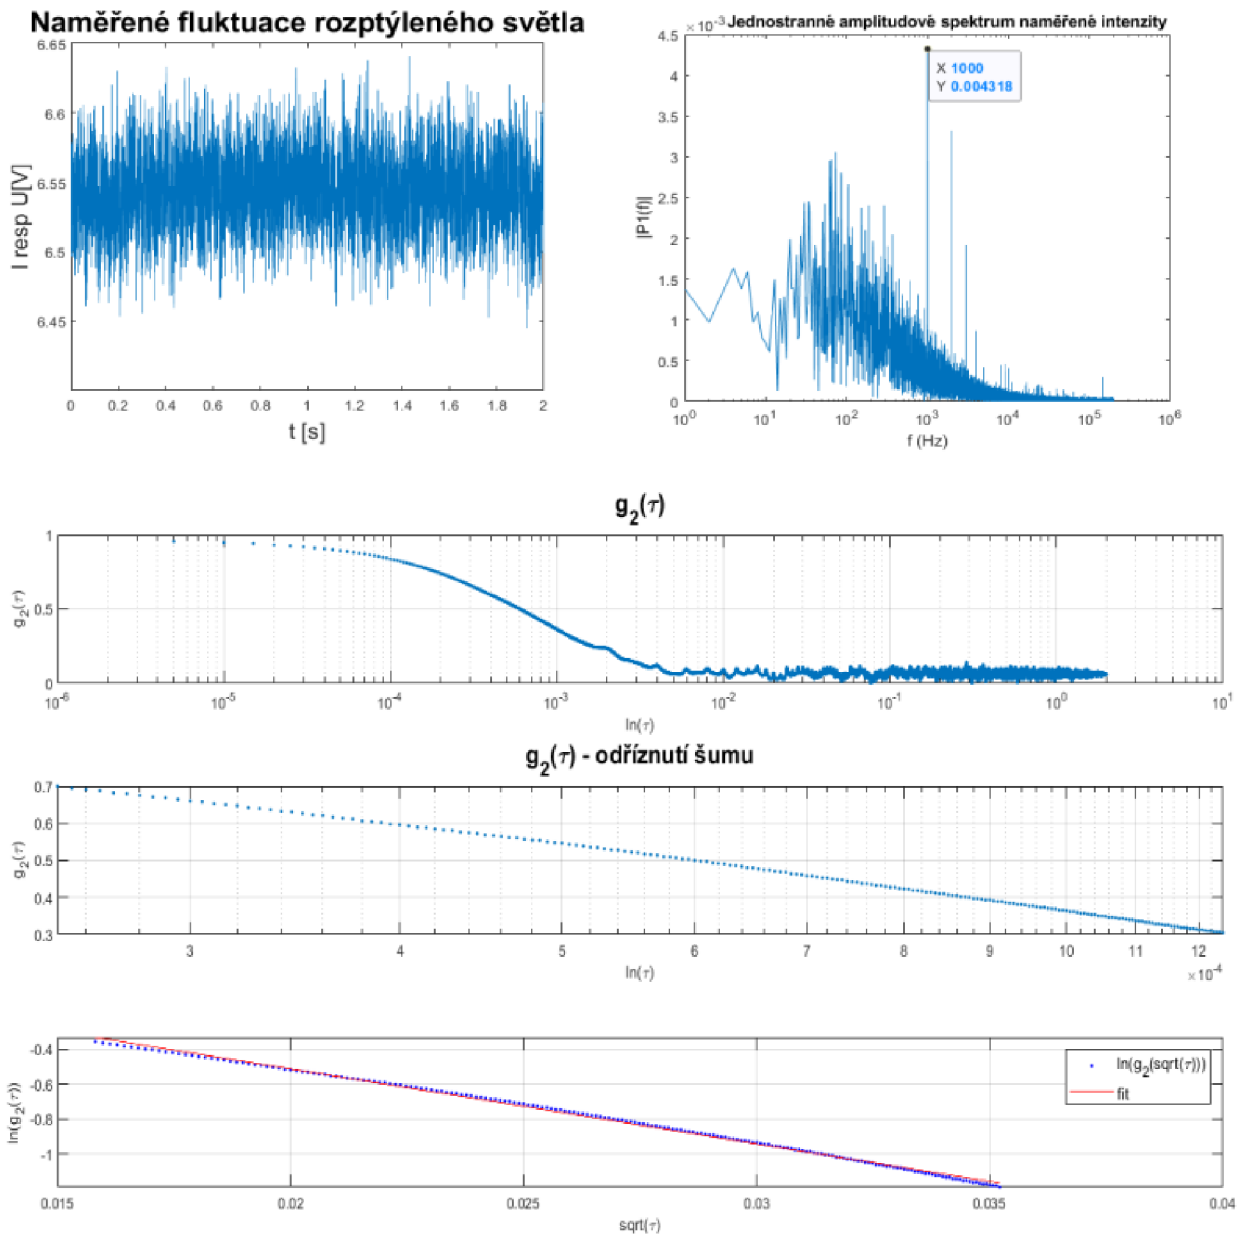 Naměřené fluktuace rozptýleného světla
6.65
6.6
6.55
6.5
6.45
I resp U[V]
0 0.2 0.4 0.6 0.8 1 1.2 1.4 1.6 1.8 2
t [s]
×10⁻³ Jednostranné amplitudové spektrum naměřené intenzity
4.5
4
3.5
3
2.5
2
1.5
1
0.5
0
|P1(f)|
X 1000
Y 0.004318
10⁰ 10¹ 10² 10³ 10⁴ 10⁵ 10⁶
f (Hz)
g₂(τ)
1
0.5
0
g₂(τ)
10⁻⁶ 10⁻⁵ 10⁻⁴ 10⁻³ 10⁻² 10⁻¹ 10⁰ 10¹
ln(τ)
g₂(τ) - odříznutí šumu
0.7
0.6
0.5
0.4
0.3
g₂(τ)
3 4 5 6 7 8 9 10 11 12
ln(τ)
×10⁻⁴
-0.4
-0.6
-0.8
-1
ln(g₂(τ))
ln(g₂(sqrt(τ)))
fit
0.015 0.02 0.025 0.03 0.035 0.04
sqrt(τ)